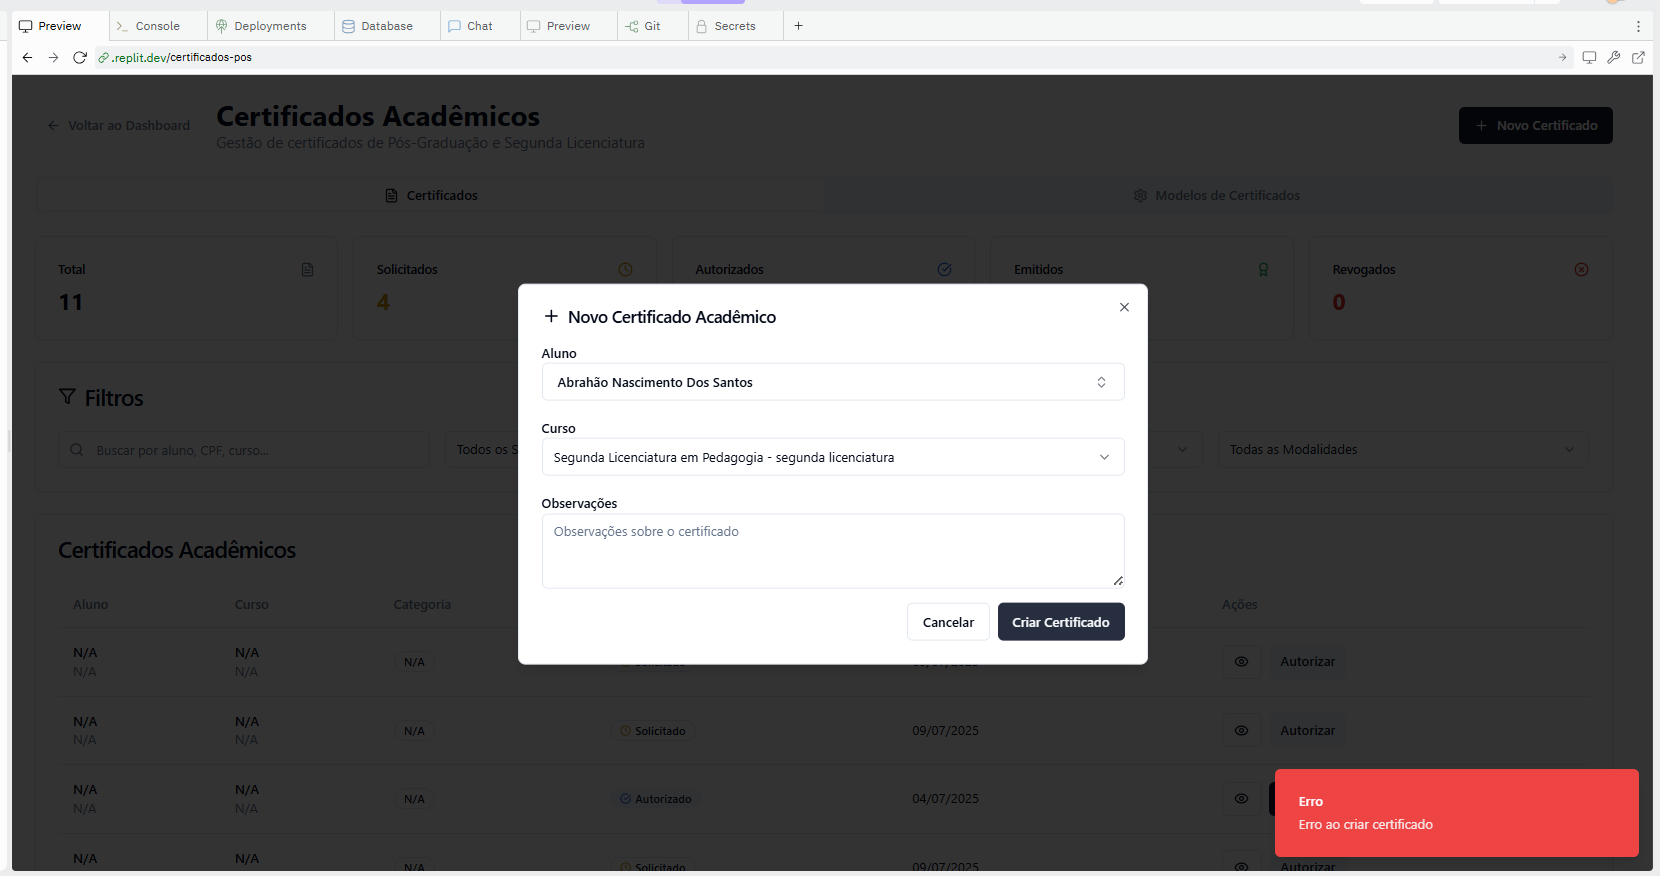 Preview
Console
Deployments
Database
Chat
Preview
Git
Secrets
.replit.dev/certificados-pos
Voltar ao Dashboard
Certificados Acadêmicos
Gestão de certificados de Pós-Graduação e Segunda Licenciatura
Novo Certificado
Certificados
Modelos de Certificados
Total
11
Solicitados
4
Autorizados
Emitidos
Revogados
0
Filtros
Buscar por aluno, CPF, curso...
Todos os S
Todas as Modalidades
Novo Certificado Acadêmico
Aluno
Abrahão Nascimento Dos Santos
Curso
Segunda Licenciatura em Pedagogia - segunda licenciatura
Observações
Observações sobre o certificado
Cancelar
Criar Certificado
Certificados Acadêmicos
Aluno Curso Categoria Ações
N/A N/A
N/A N/A N/A Autorizar
N/A N/A
N/A N/A N/A Solicitado 09/07/2025 Autorizar
N/A N/A
N/A N/A N/A Autorizado 04/07/2025
N/A N/A
N/A Solicitado 09/07/2025 Autorizar
Erro
Erro ao criar certificado